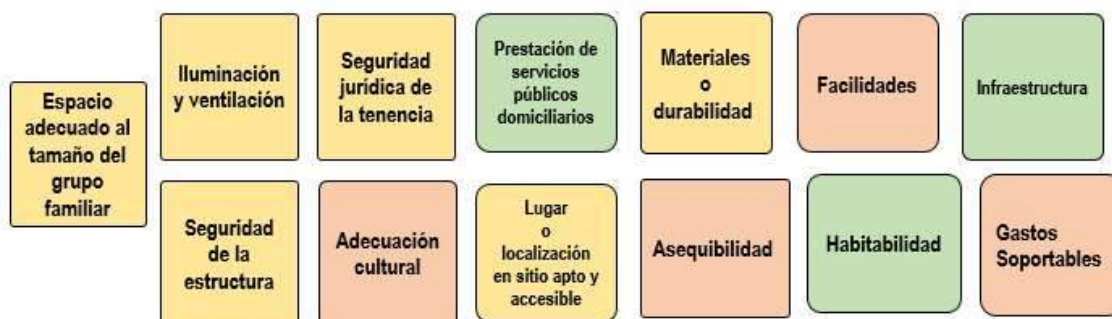 Espacio
adecuado al
tamaño del
grupo
familiar
Iluminación
y ventilación
Seguridad
jurídica de
la tenencia
Prestación de
servicios
públicos
domiciliarios
Materiales
o
durabilidad
Facilidades
Infraestructura
Seguridad
de la
estructura
Adecuación
cultural
Lugar
o
localización
en sitio apto y
accesible
Asequibilidad
Habitabilidad
Gastos
Soportables